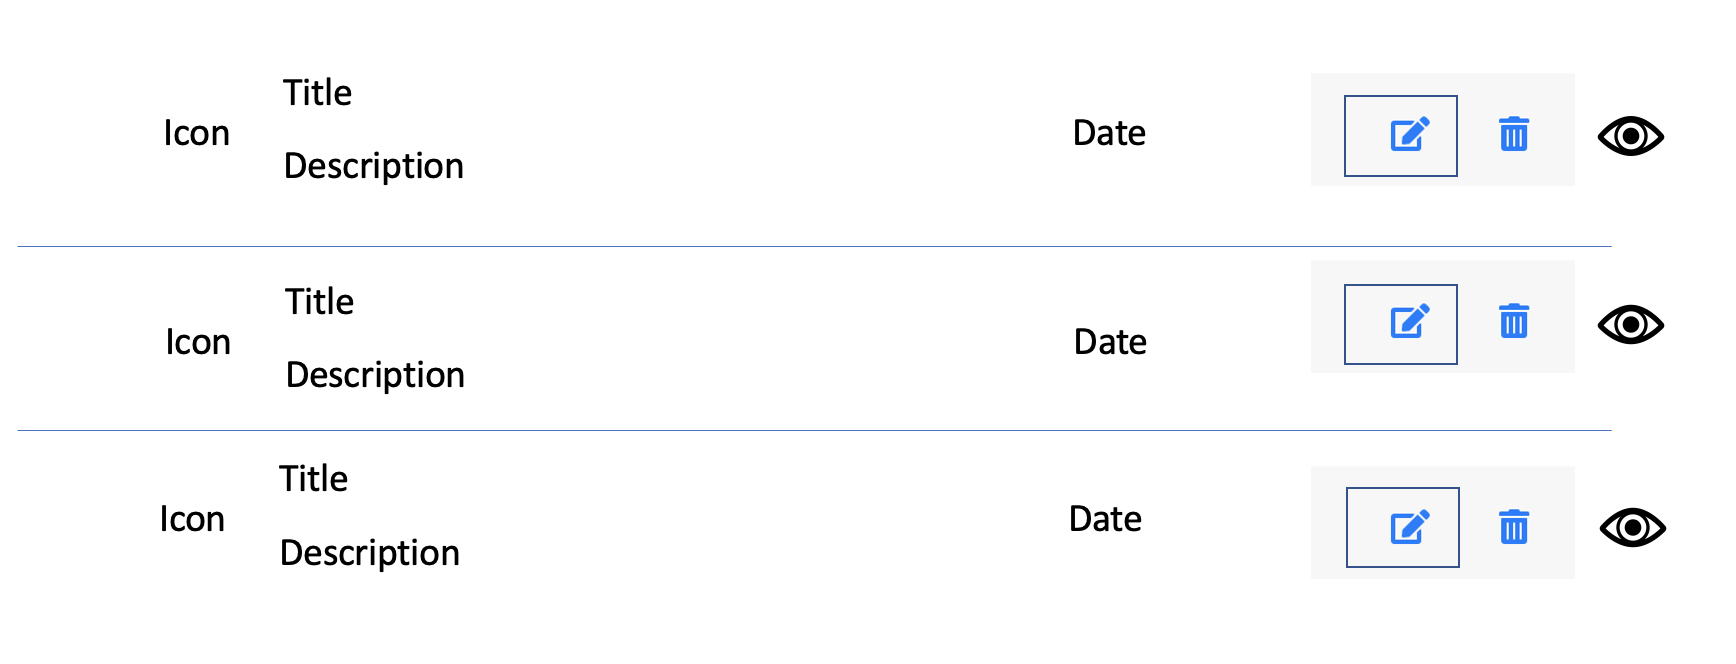 Title
Icon
Date
Description
Title
Icon
Date
Description
Title
Icon
Date
Description